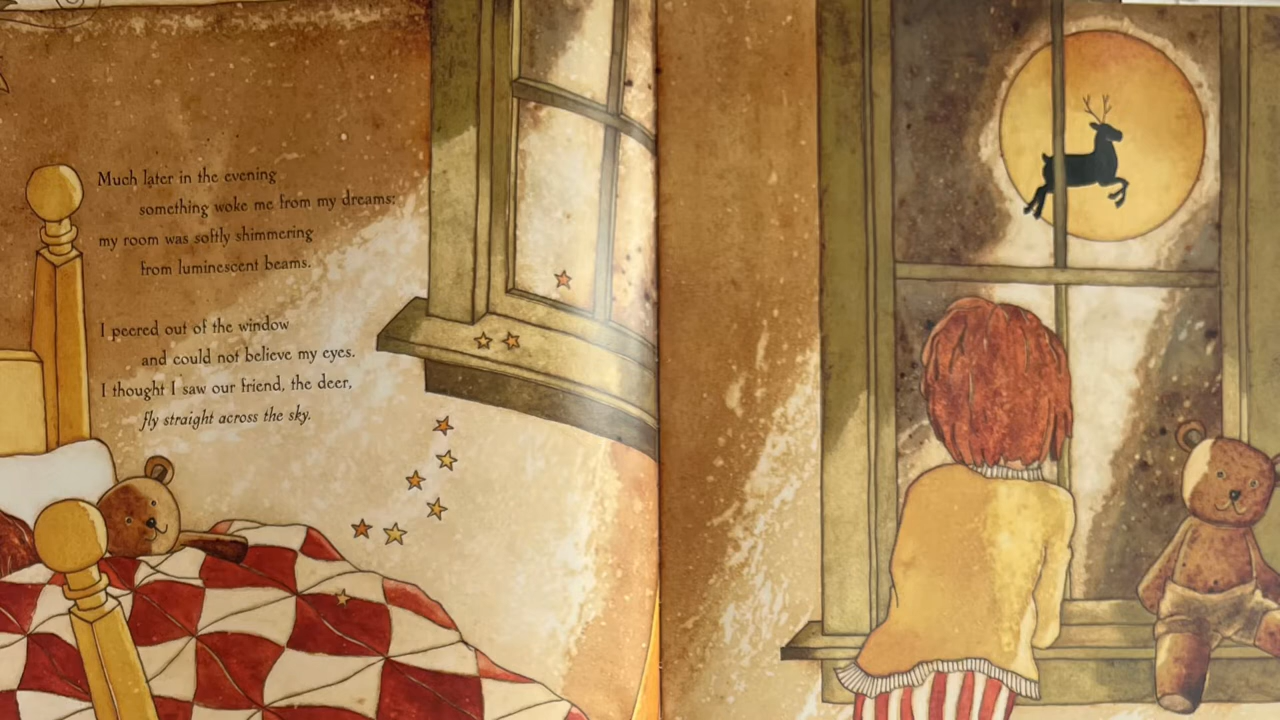 Much later in the evening
something woke me from my dreams;
my room was softly shimmering
from luminescent beams.
I peered out of the window
and could not believe my eyes.
I thought I saw our friend, the deer,
fly straight across the sky.